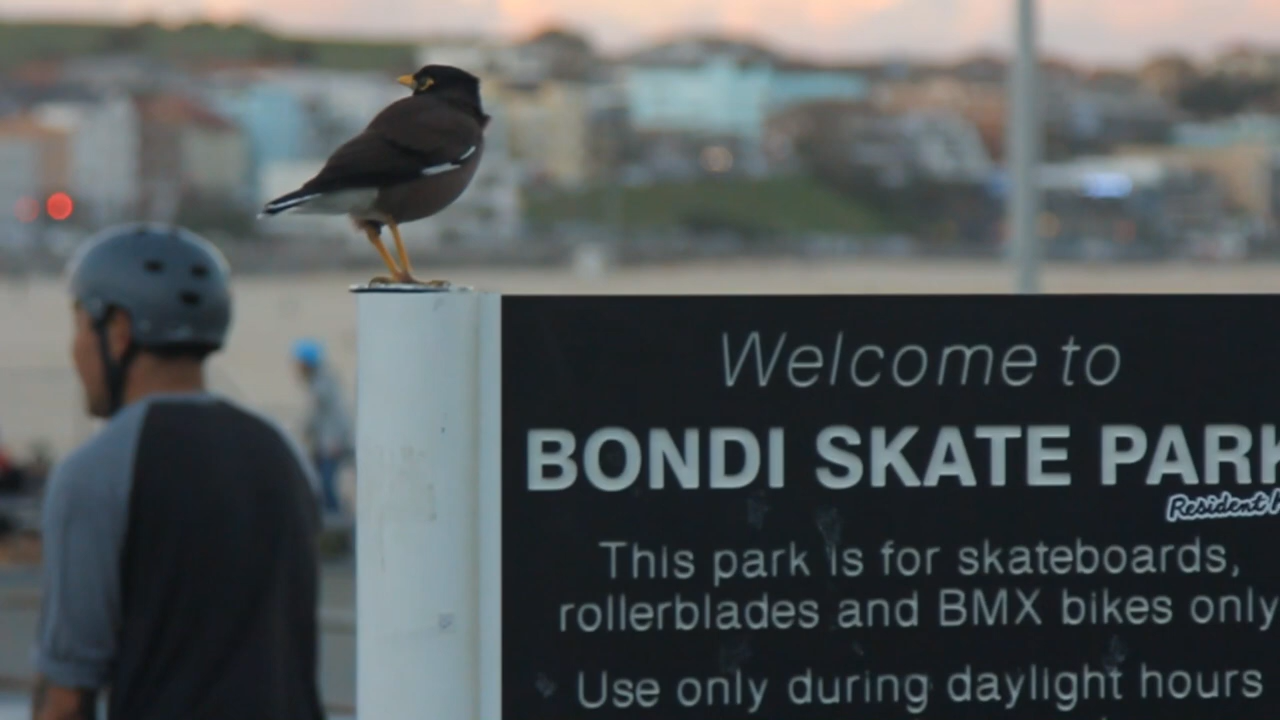 Welcome to
BONDI SKATE PARK
Resident
This park is for skateboards,
rollerblades and BMX bikes only
Use only during daylight hours